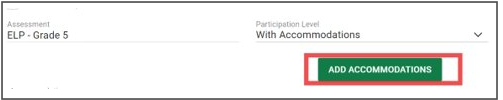 Assessment
Participation Level
ELP - Grade 5
With Accommodations
ADD ACCOMMODATIONS